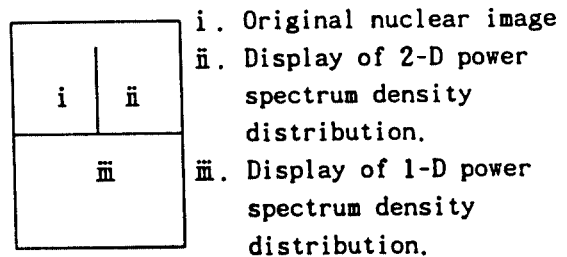 i ⅱ
ⅲ
ⅰ. Original nuclear image
ⅱ. Display of 2-D power
spectrum density
distribution.
ⅲ. Display of 1-D power
spectrum density
distribution.